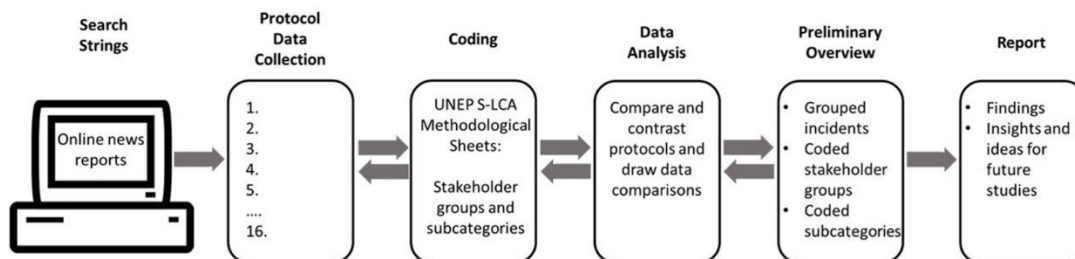 Search
Strings
Online news
reports
Protocol
Data
Collection
1.
2.
3.
4.
5.
....
16.
Coding
UNEP S-LCA
Methodological
Sheets:
Stakeholder
groups and
subcategories
Data
Analysis
Compare and
contrast
protocols and
draw data
comparisons
Preliminary
Overview
• Grouped
incidents
• Coded
stakeholder
groups
• Coded
subcategories
Report
• Findings
• Insights and
ideas for
future
studies